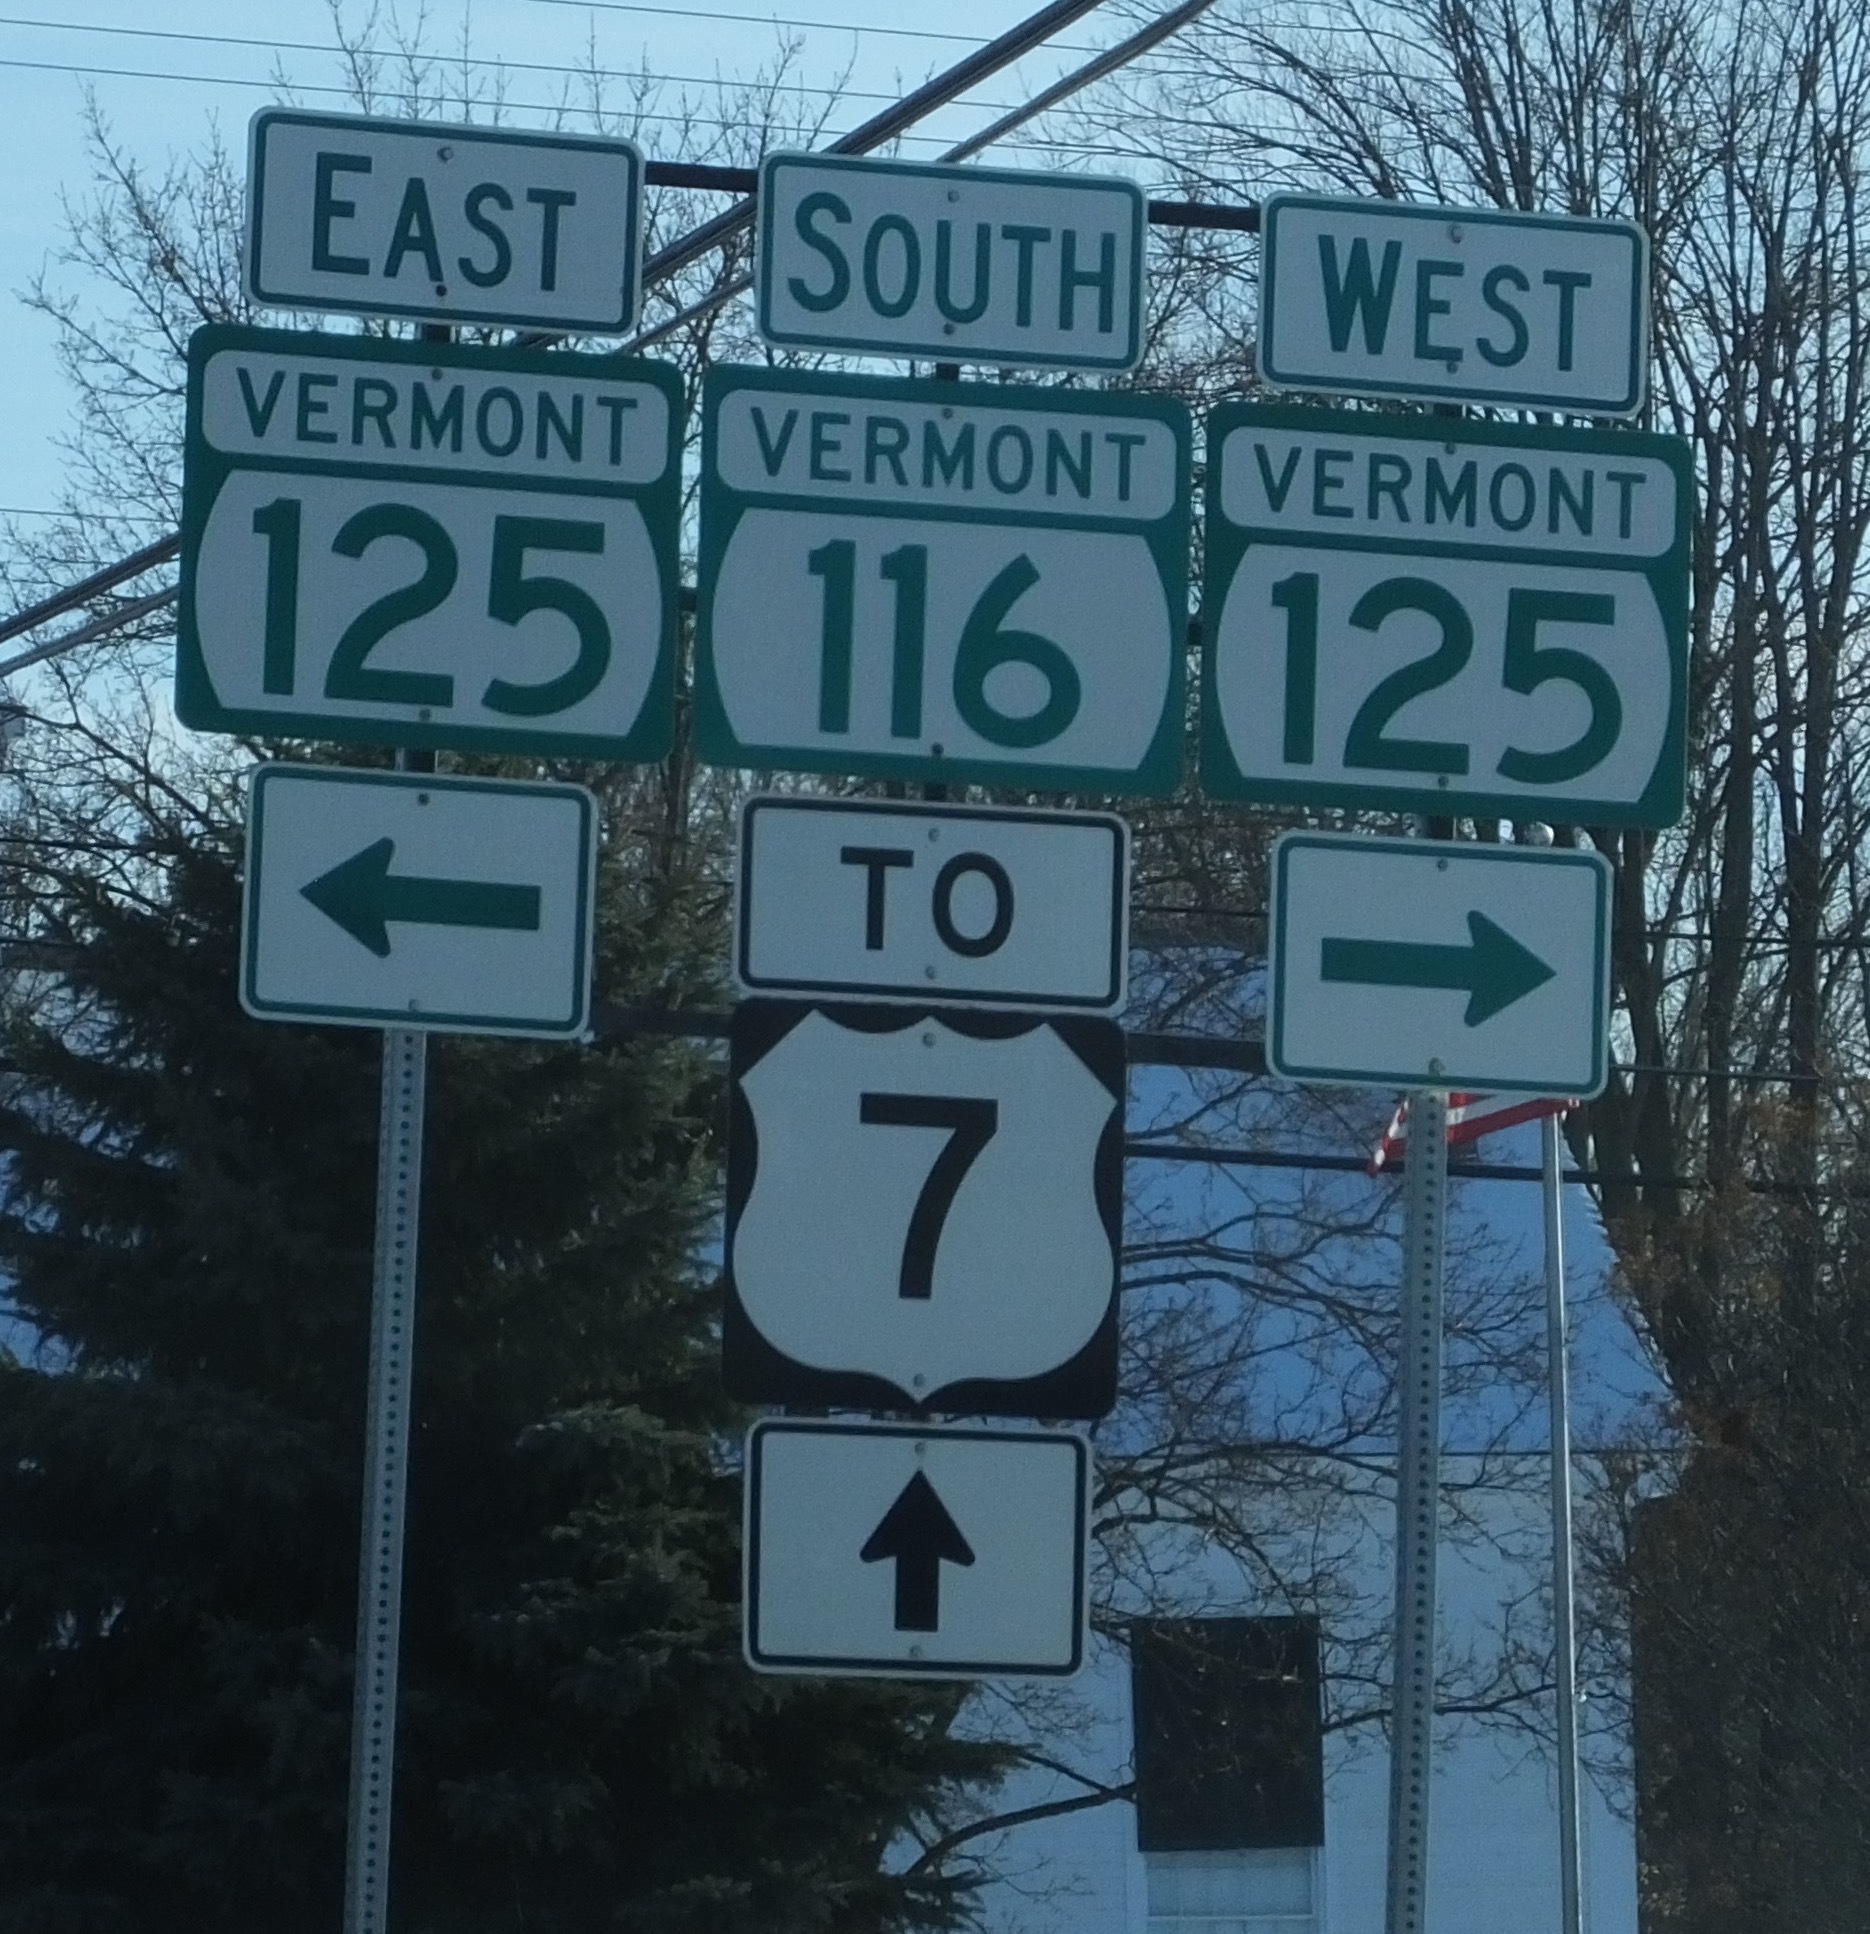 EAST
VERMONT
125
SOUTH
VERMONT
116
TO
7
WEST
VERMONT
125